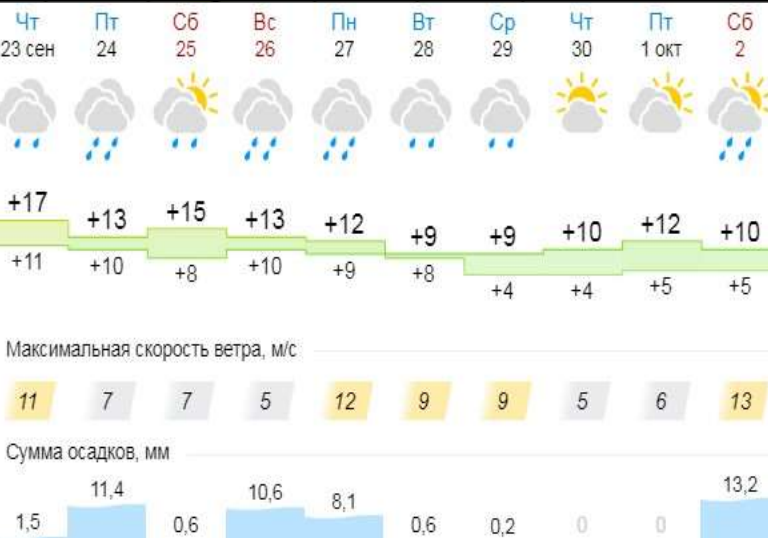 Чт Пт Сб Вс Пн Вт Ср Чт Пт Сб
23 сен 24 25 26 27 28 29 30 1 окт 2
+17 +13 +15 +13 +12 +9 +9 +10 +12 +10
+11 +10 +8 +10 +9 +8 +4 +4 +5 +5
Максимальная скорость ветра, м/с
11 7 7 5 12 9 9 5 6 13
Сумма осадков, мм
1,5 11,4 0,6 10,6 8,1 0,6 0,2 0 0 13,2